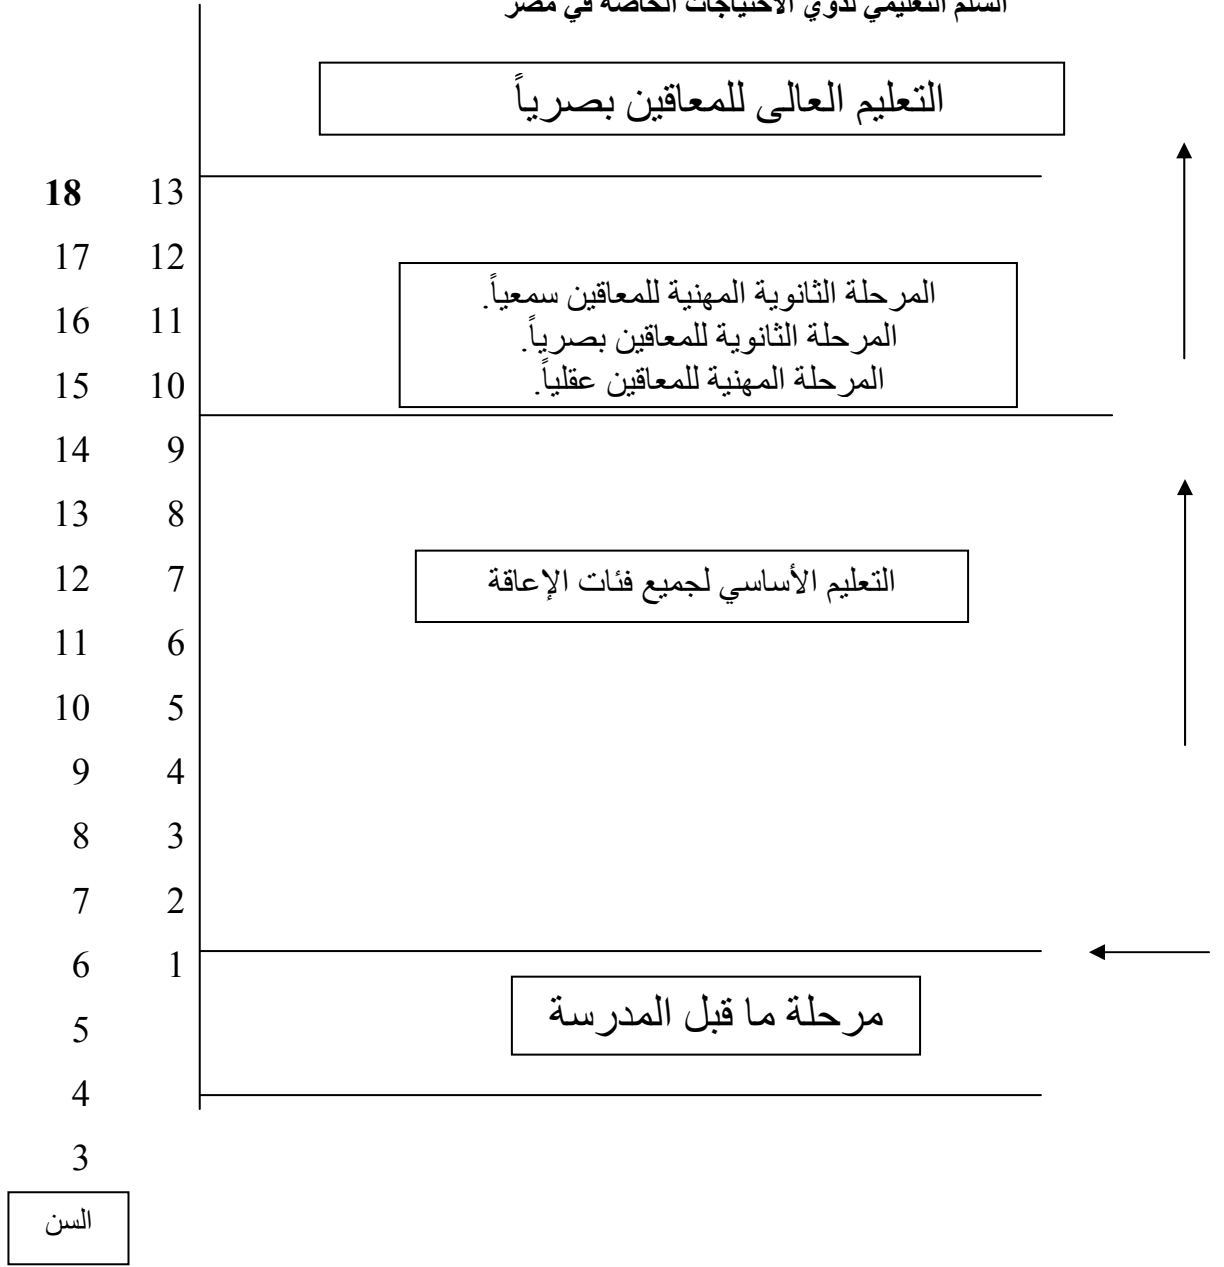 السلم التعليمي لذوي الاحتياجات الخاصة في مصر
التعليم العالى للمعاقين بصرياً
18 13
17 12
المرحلة الثانوية المهنية للمعاقين سمعياً.
16 11
المرحلة الثانوية للمعاقين بصرياً.
15 10
المرحلة المهنية للمعاقين عقلياً.
14 9
13 8
12 7
التعليم الأساسي لجميع فئات الإعاقة
11 6
10 5
9 4
8 3
7 2
6 1
مرحلة ما قبل المدرسة
5
4
3
السن